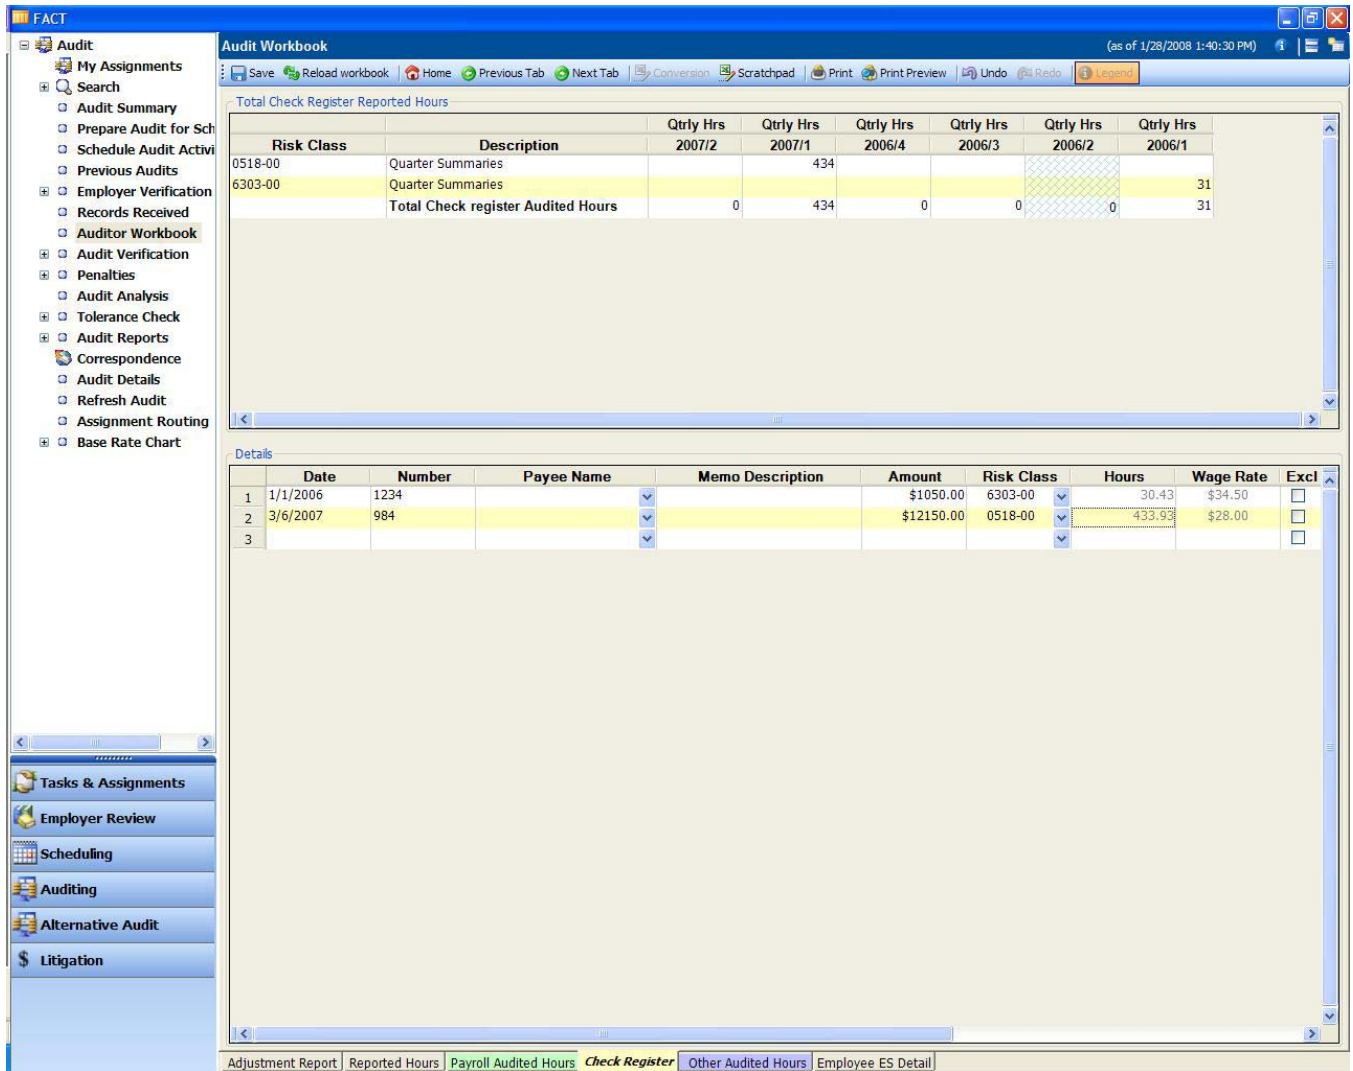 FACT
Audit
My Assignments
Search
Audit Summary
Prepare Audit for Sch
Schedule Audit Activi
Previous Audits
Employer Verification
Records Received
Auditor Workbook
Audit Verification
Penalties
Audit Analysis
Tolerance Check
Audit Reports
Correspondence
Audit Details
Refresh Audit
Assignment Routing
Base Rate Chart
Tasks & Assignments
Employer Review
Scheduling
Auditing
Alternative Audit
$ Litigation
Audit Workbook (as of 1/28/2008 1:40:30 PM)
Save Reload workbook Home Previous Tab Next Tab Conversion Scratchpad Print Print Preview Undo Redo Legend
Total Check Register Reported Hours
Qtrly Hrs Qtrly Hrs Qtrly Hrs Qtrly Hrs Qtrly Hrs Qtrly Hrs
Risk Class Description 2007/2 2007/1 2006/4 2006/3 2006/2 2006/1
0518-00 Quarter Summaries 434
6303-00 Quarter Summaries 31
Total Check register Audited Hours 0 434 0 0 0 31
Details
Date Number Payee Name Memo Description Amount Risk Class Hours Wage Rate Excl
1 1/1/2006 1234 $1050.00 6303-00 30.43 $34.50
2 3/6/2007 984 $12150.00 0518-00 433.93 $28.00
3
Adjustment Report Reported Hours Payroll Audited Hours Check Register Other Audited Hours Employee ES Detail